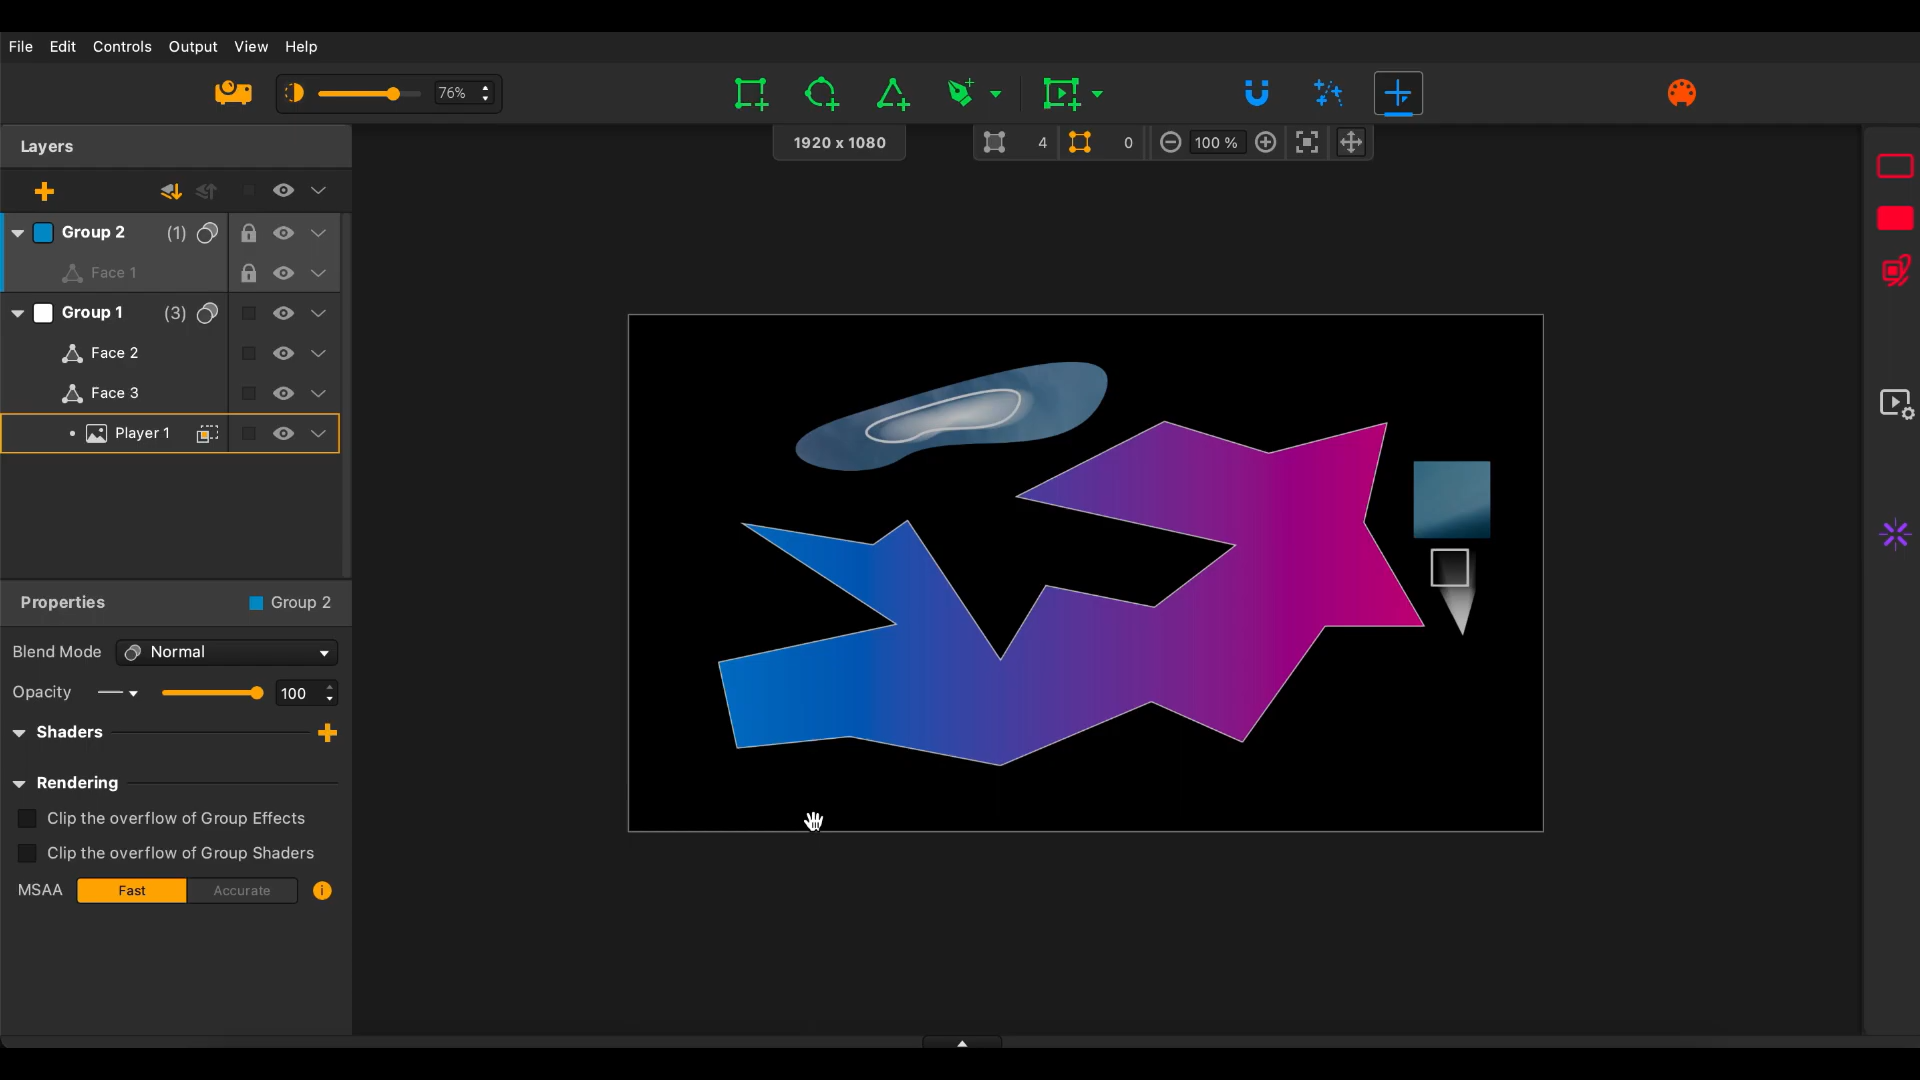 File Edit Controls Output View Help
76%
Layers
1920 x 1080
4
0
100 %
Group 2 (1)
Face 1
Group 1 (3)
Face 2
Face 3
Player 1
Properties
Group 2
Blend Mode
Normal
Opacity
100
Shaders
Rendering
Clip the overflow of Group Effects
Clip the overflow of Group Shaders
MSAA
Fast
Accurate